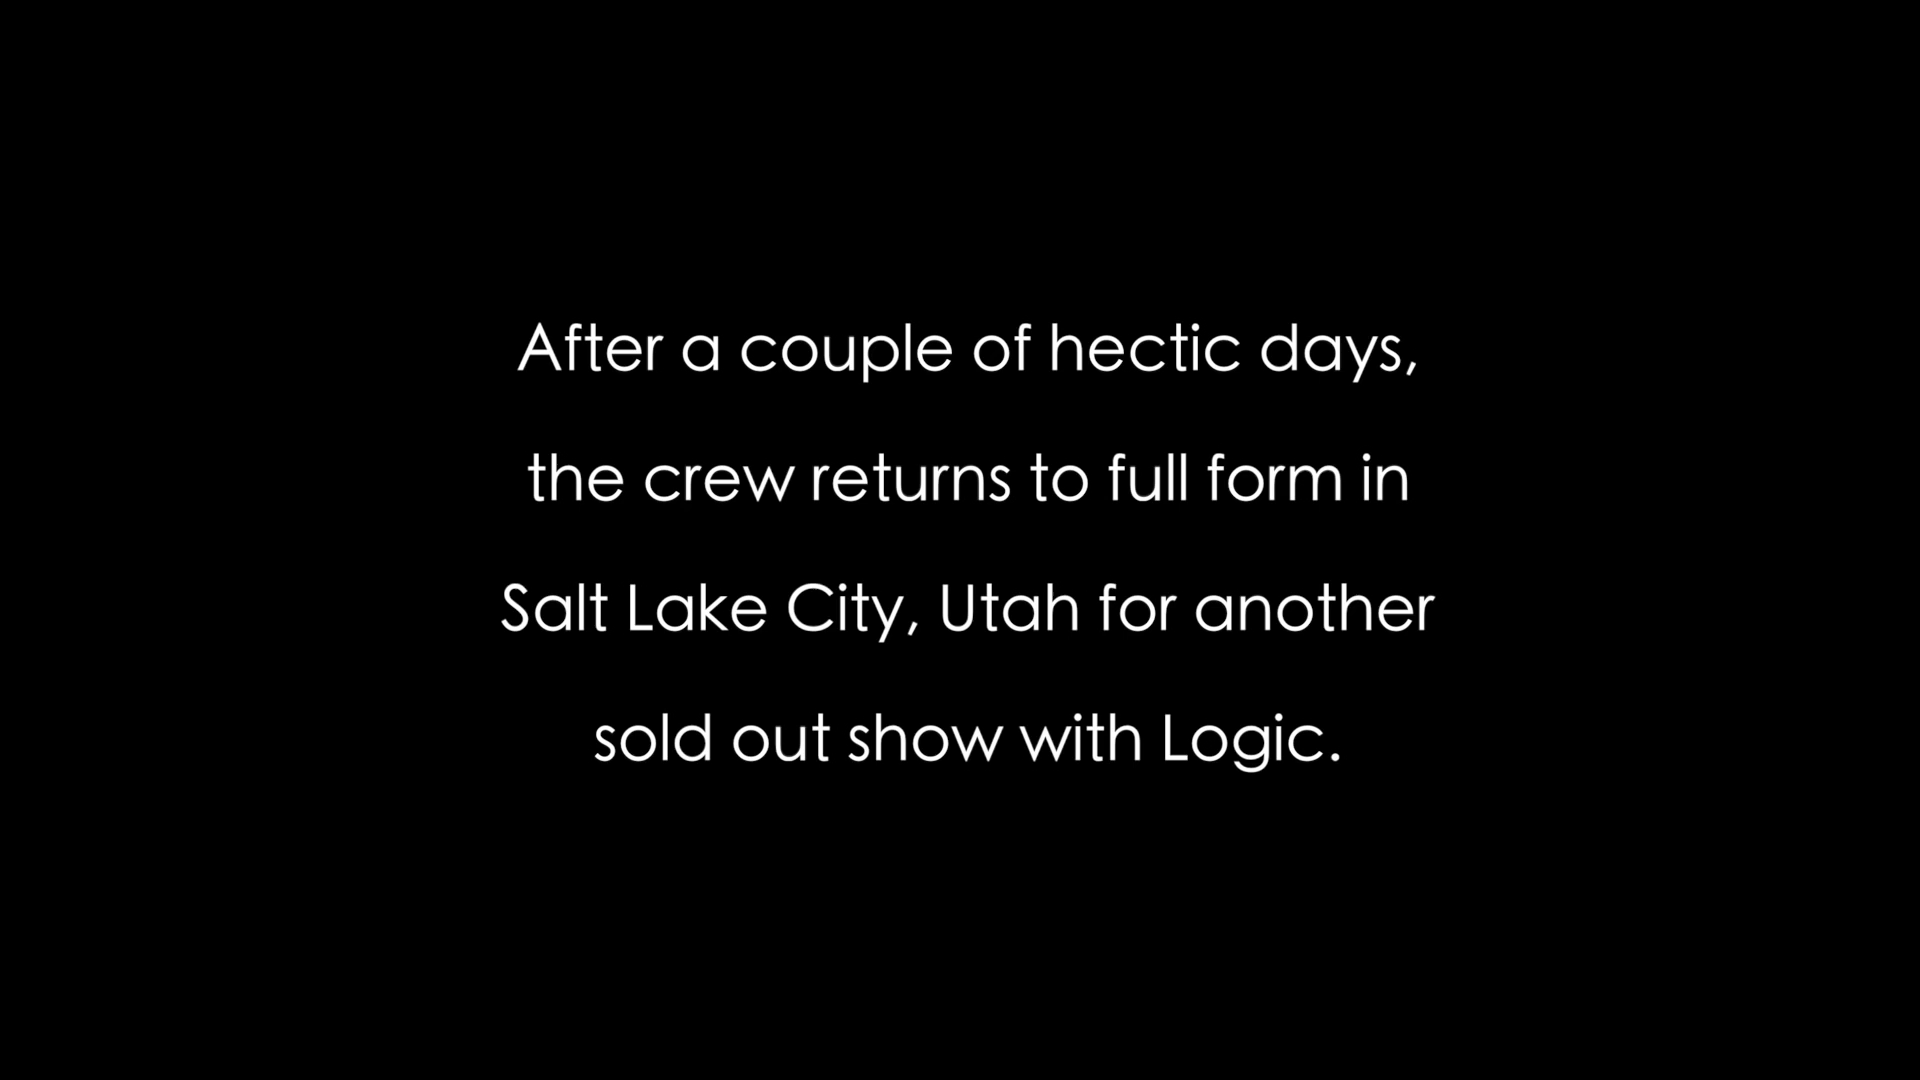 After a couple of hectic days,
the crew returns to full form in
Salt Lake City, Utah for another
sold out show with Logic.